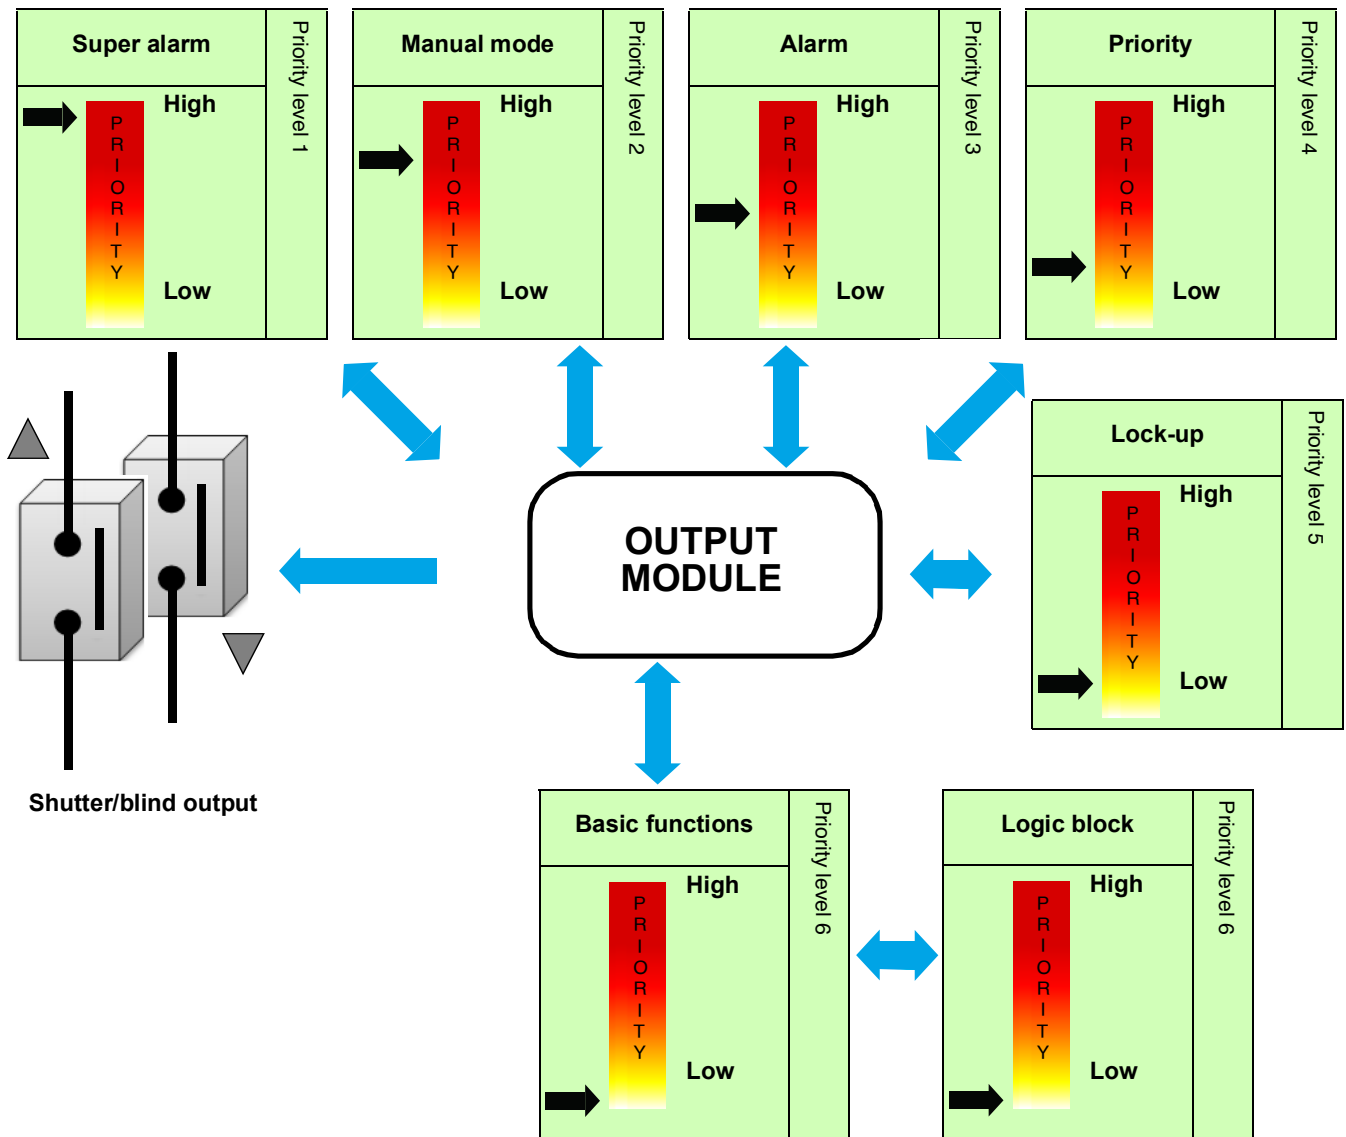 Super alarm
Priority level 1
High
PRIORITY
Low
Manual mode
Priority level 2
High
PRIORITY
Low
Alarm
Priority level 3
High
PRIORITY
Low
Priority
Priority level 4
High
PRIORITY
Low
Lock-up
Priority level 5
High
PRIORITY
Low
OUTPUT
MODULE
Shutter/blind output
Basic functions
Priority level 6
High
PRIORITY
Low
Logic block
Priority level 6
High
PRIORITY
Low